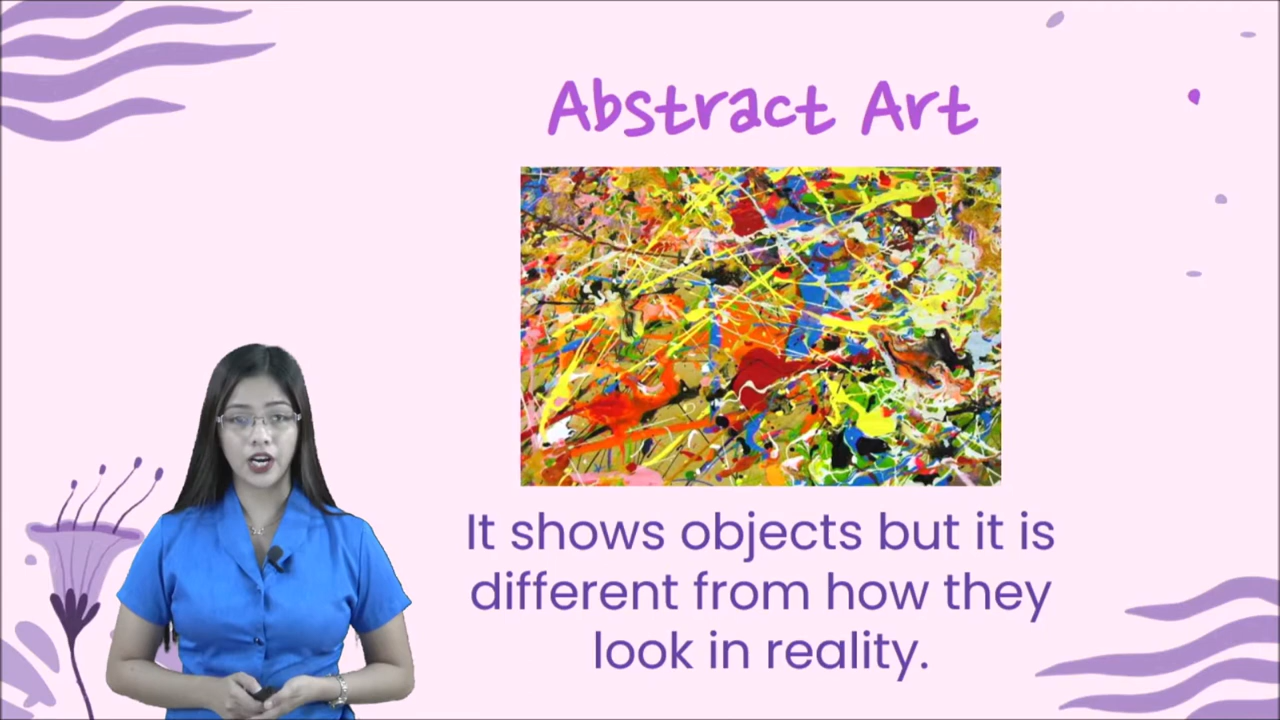 Abstract Art
It shows objects but it is
different from how they
look in reality.